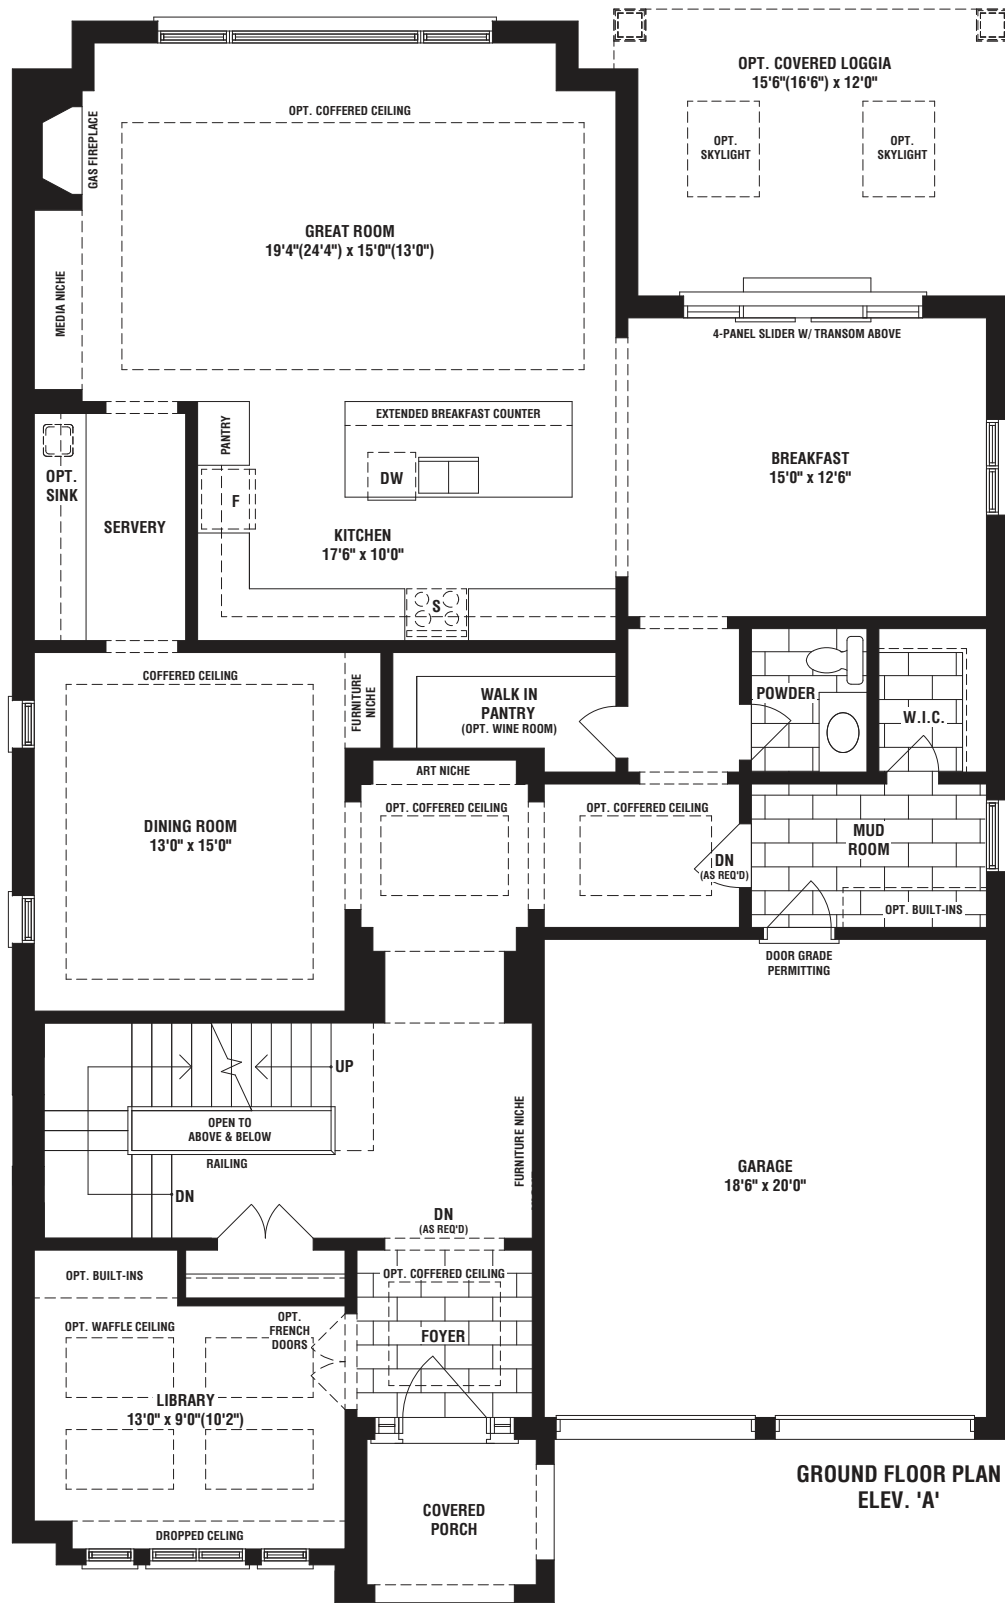 OPT. COVERED LOGGIA
15'6"(16'6") x 12'0"
OPT.
SKYLIGHT
OPT.
SKYLIGHT
OPT. COFFERED CEILING
GAS FIREPLACE
GREAT ROOM
19'4"(24'4") x 15'0"(13'0")
MEDIA NICHE
4-PANEL SLIDER W/ TRANSOM ABOVE
EXTENDED BREAKFAST COUNTER
PANTRY
DW
F
OPT.
SINK
SERVERY
BREAKFAST
15'0" x 12'6"
KITCHEN
17'6" x 10'0"
S
COFFERED CEILING
FURNITURE
NICHE
WALK IN
PANTRY
(OPT. WINE ROOM)
POWDER
W.I.C.
ART NICHE
OPT. COFFERED CEILING
OPT. COFFERED CEILING
DINING ROOM
13'0" x 15'0"
MUD
ROOM
DN
(AS REQ'D)
OPT. BUILT-INS
DOOR GRADE
PERMITTING
UP
OPEN TO
ABOVE & BELOW
RAILING
FURNITURE NICHE
DN
GARAGE
18'6" x 20'0"
DN
(AS REQ'D)
OPT. BUILT-INS
OPT. COFFERED CEILING
OPT. WAFFLE CEILING
OPT.
FRENCH
DOORS
FOYER
LIBRARY
13'0" x 9'0"(10'2")
DROPPED CELING
COVERED
PORCH
GROUND FLOOR PLAN
ELEV. 'A'